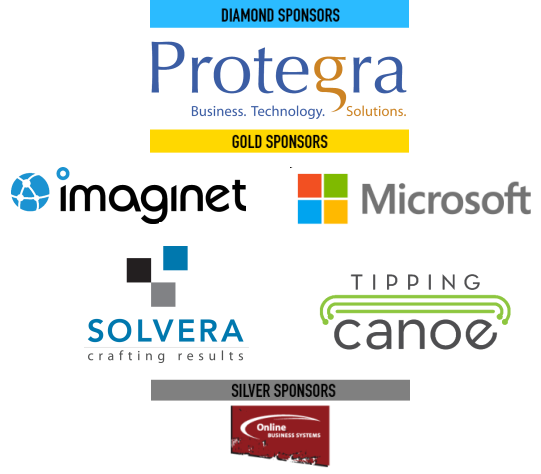 DIAMOND SPONSORS
Protegra
Business. Technology. Solutions.
GOLD SPONSORS
imaginet
Microsoft
SOLVERA
crafting results
TIPPING
canoe
SILVER SPONSORS
Online
BUSINESS SYSTEMS